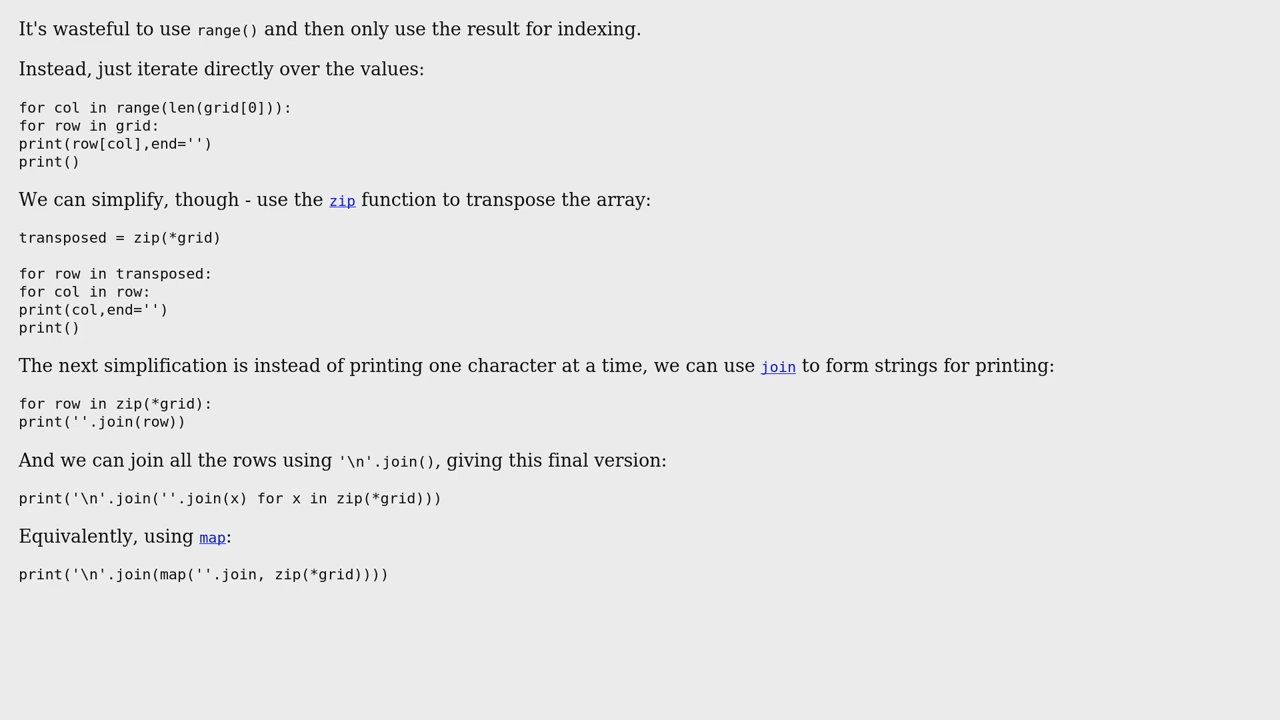 It's wasteful to use range() and then only use the result for indexing.
Instead, just iterate directly over the values:
for col in range(len(grid[0])):
for row in grid:
print(row[col],end='')
print()
We can simplify, though - use the zip function to transpose the array:
transposed = zip(*grid)
for row in transposed:
for col in row:
print(col,end='')
print()
The next simplification is instead of printing one character at a time, we can use join to form strings for printing:
for row in zip(*grid):
print(''.join(row))
And we can join all the rows using '\n'.join(), giving this final version:
print('\n'.join(''.join(x) for x in zip(*grid)))
Equivalently, using map:
print('\n'.join(map(''.join, zip(*grid))))